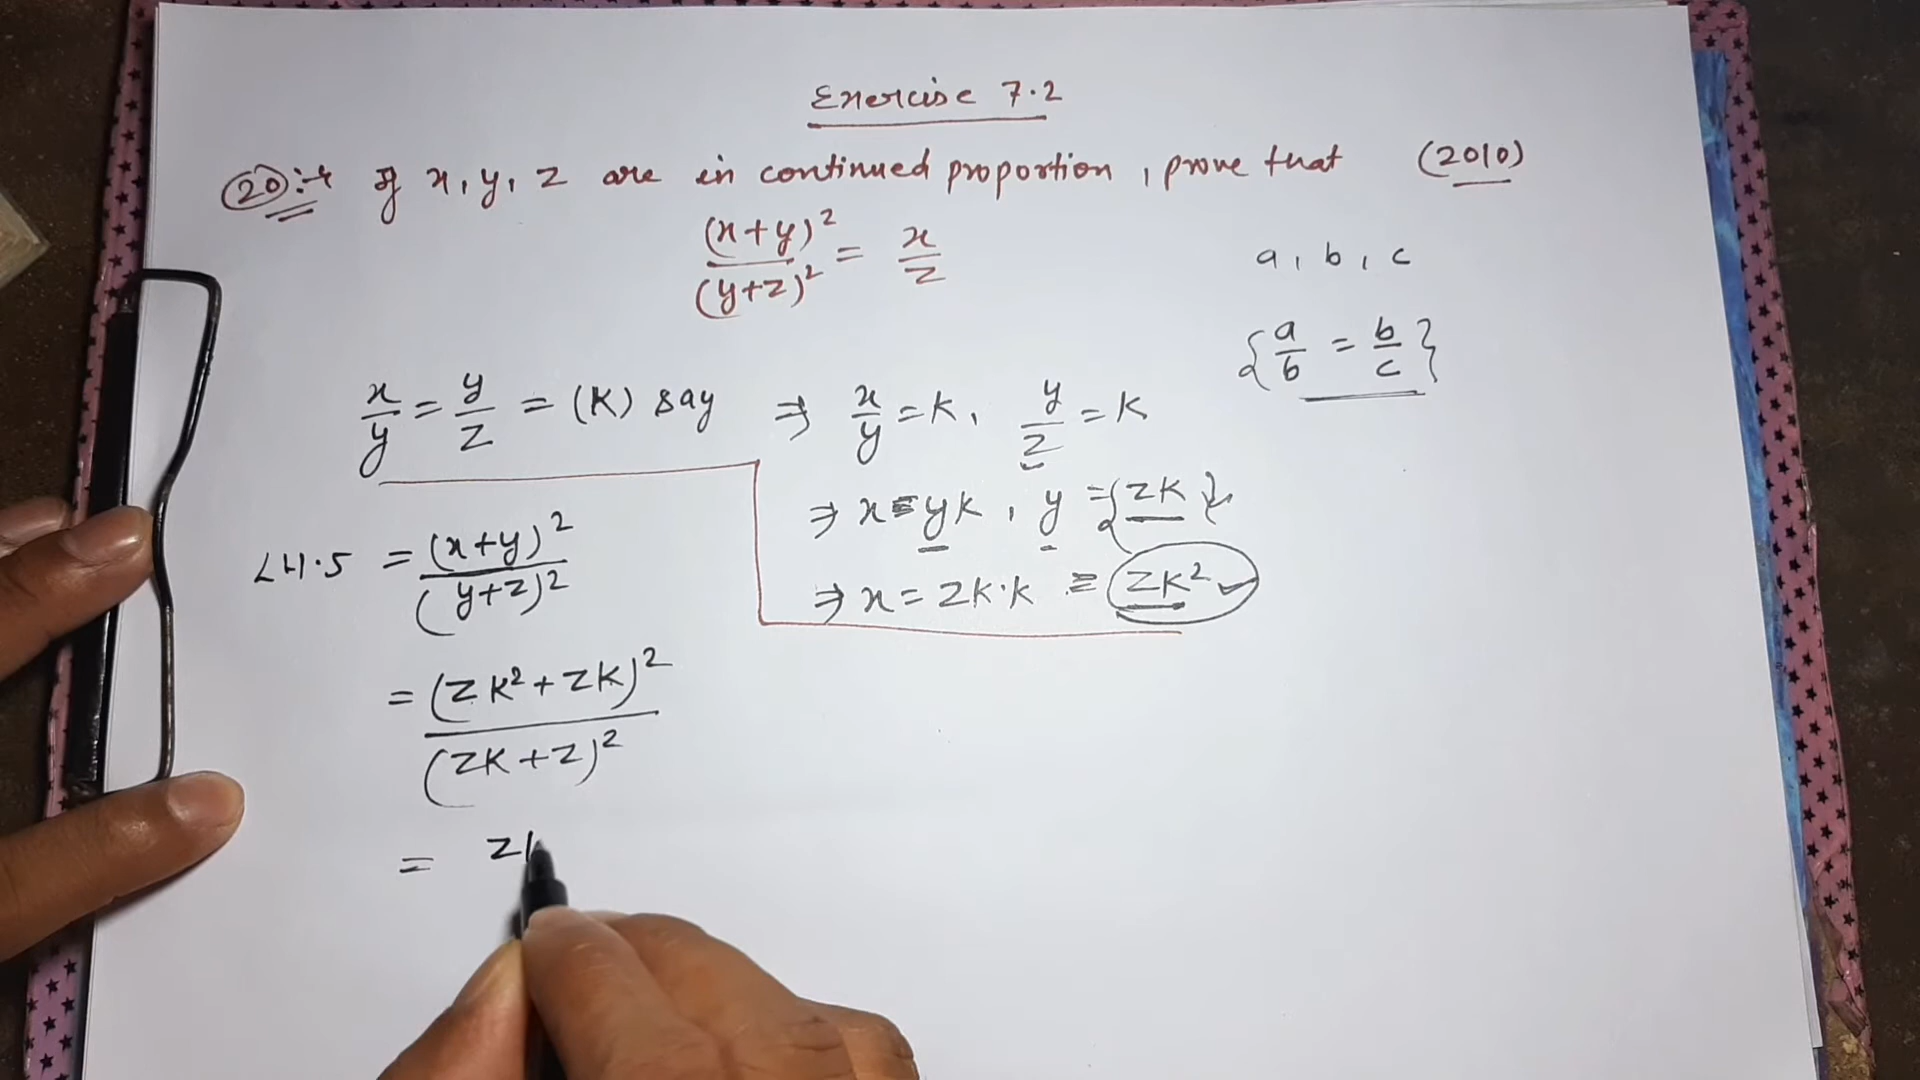 Exercise 7.2
(20):→ If x, y, z are in continued proportion, prove that (2010)
(x+y)²/(y+z)² = x/z
a, b, c
{a/b = b/c}
x/y = y/z = (K) say ⇒ x/y = K, y/z = K
⇒ x = yK, y = {zK}
⇒ x = zK·K = zK²
LH.S = (x+y)²/(y+z)²
= (zK²+zK)²/(zK+z)²
= z